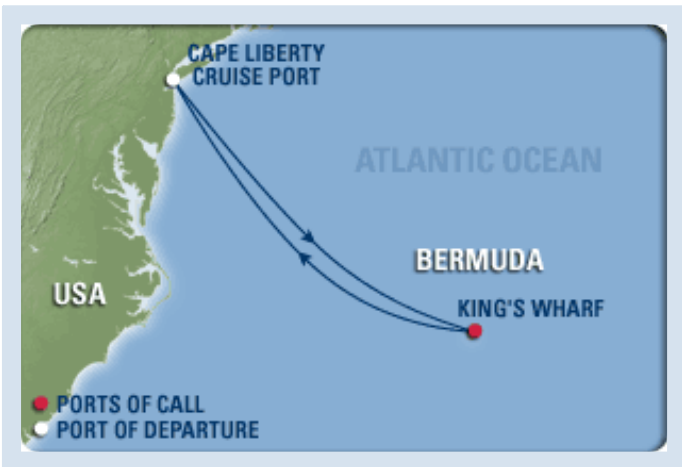 CAPE LIBERTY
CRUISE PORT
ATLANTIC OCEAN
BERMUDA
USA
KING'S WHARF
PORTS OF CALL
PORT OF DEPARTURE